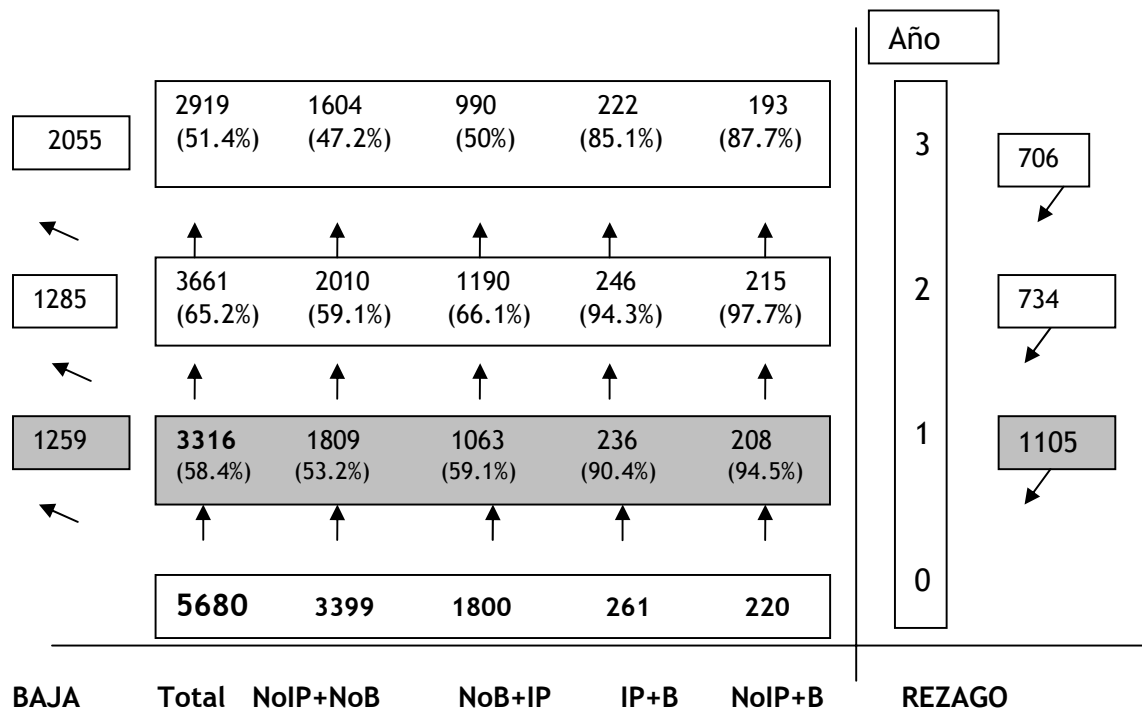 Año
2919 1604 990 222 193
2055 (51.4%) (47.2%) (50%) (85.1%) (87.7%) 3 706
3661 2010 1190 246 215
1285 (65.2%) (59.1%) (66.1%) (94.3%) (97.7%) 2 734
1259 3316 1809 1063 236 208 1 1105
(58.4%) (53.2%) (59.1%) (90.4%) (94.5%)
5680 3399 1800 261 220 0
BAJA Total NoIP+NoB NoB+IP IP+B NoIP+B REZAGO